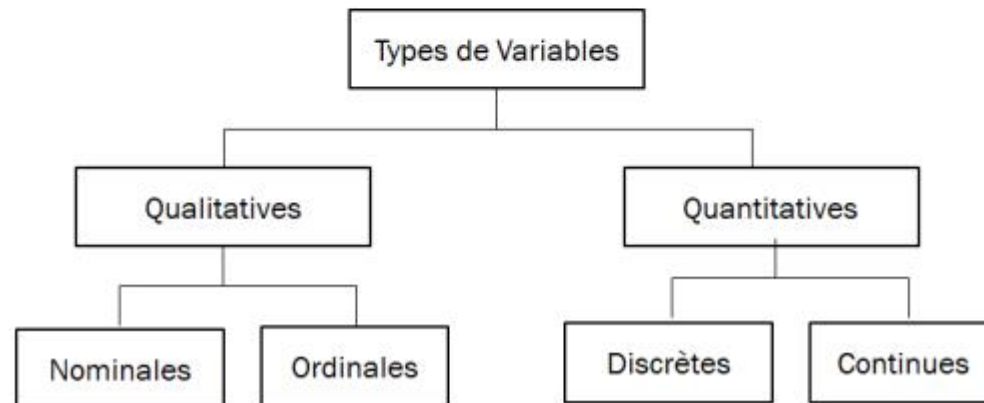 Types de Variables
Qualitatives
Quantitatives
Nominales
Ordinales
Discrètes
Continues